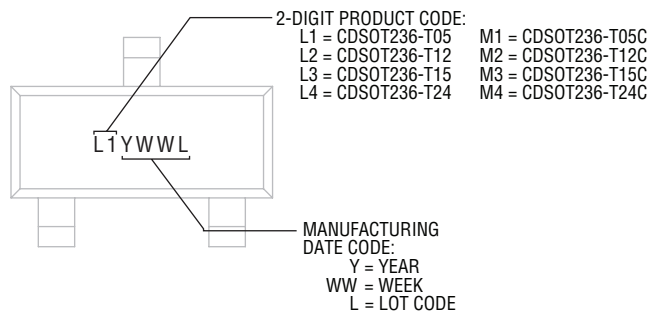 2-DIGIT PRODUCT CODE:
L1 = CDSOT236-T05 M1 = CDSOT236-T05C
L2 = CDSOT236-T12 M2 = CDSOT236-T12C
L3 = CDSOT236-T15 M3 = CDSOT236-T15C
L4 = CDSOT236-T24 M4 = CDSOT236-T24C
L1YWWL
MANUFACTURING
DATE CODE:
Y = YEAR
WW = WEEK
L = LOT CODE